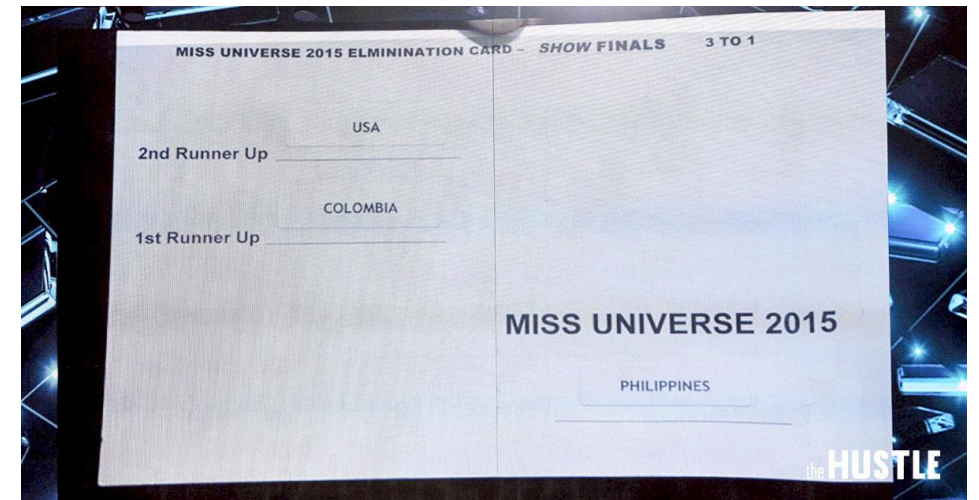 MISS UNIVERSE 2015 ELMININATION CARD – SHOW FINALS 3 TO 1
USA
2nd Runner Up
COLOMBIA
1st Runner Up
MISS UNIVERSE 2015
PHILIPPINES
the HUSTLE